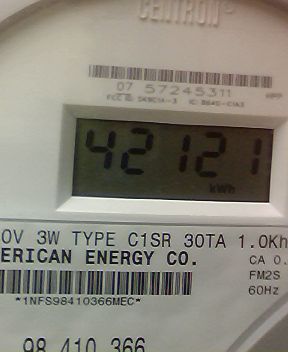 CENTRON®
07 57245311
42121
kWh
0V 3W TYPE C1SR 30TA 1.0Kh
ERICAN ENERGY CO.
CA 0.
FM2S
60Hz
*1NFS98410366MEC*
98 410 366